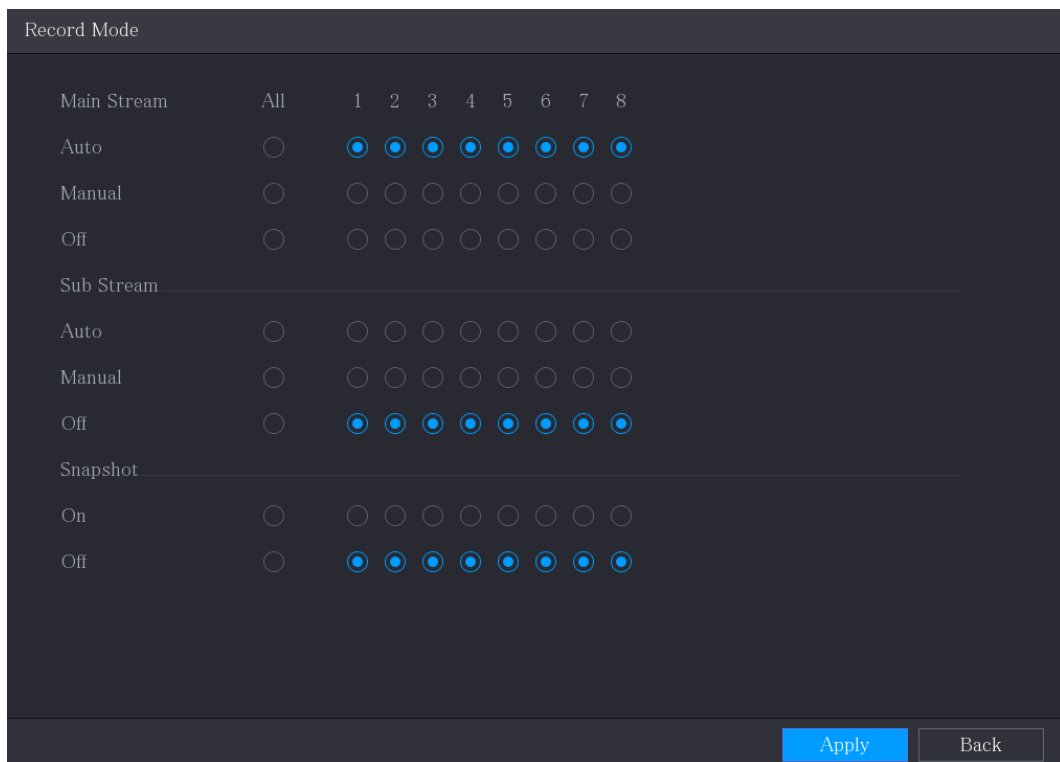 Record Mode
Main Stream All 1 2 3 4 5 6 7 8
Auto
Manual
Off
Sub Stream
Auto
Manual
Off
Snapshot
On
Off
Apply Back